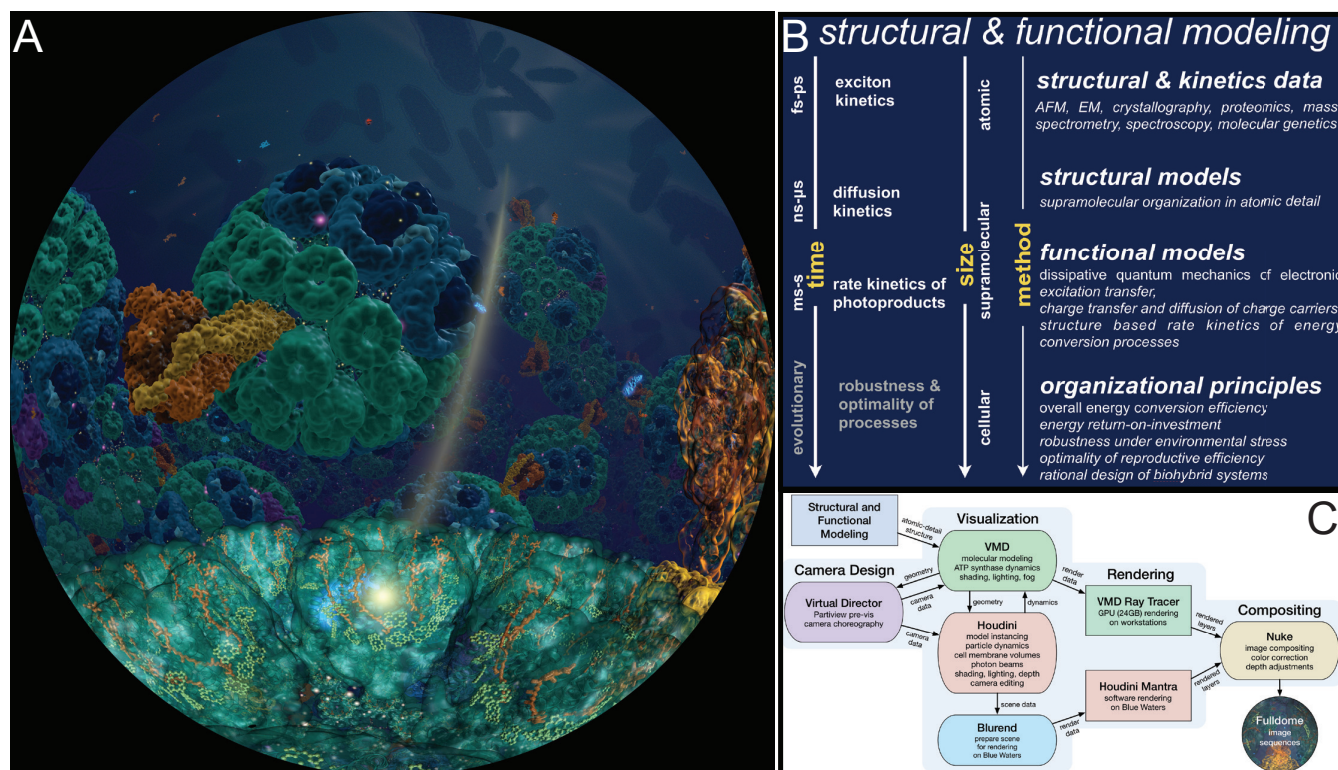 A
B
structural & functional modeling
time
fs-ps
exciton
kinetics
ns-µs
diffusion
kinetics
ms-s
rate kinetics of
photoproducts
evolutionary
robustness &
optimality of
processes
size
atomic
supramolecular
cellular
method
structural & kinetics data
AFM, EM, crystallography, proteomics, mass
spectrometry, spectroscopy, molecular genetics
structural models
supramolecular organization in atomic detail
functional models
dissipative quantum mechanics of electronic
excitation transfer,
charge transfer and diffusion of charge carriers
structure based rate kinetics of energy
conversion processes
organizational principles
overall energy conversion efficiency
energy return-on-investment
robustness under environmental stress
optimality of reproductive efficiency
rational design of biohybrid systems
C
Structural and
Functional
Modeling
atomic-detail
structure
Visualization
VMD
molecular modeling
ATP synthase dynamics
shading, lighting, fog
Camera Design
Virtual Director
Partiview pre-vis
camera choreography
geometry
camera
data
camera
data
geometry
dynamics
Houdini
model instancing
particle dynamics
cell membrane volumes
photon beams
shading, lighting, depth
camera editing
scene data
Blurend
prepare scene
for rendering
on Blue Waters
render
data
render
data
Rendering
VMD Ray Tracer
GPU (24GB) rendering
on workstations
Houdini Mantra
software rendering
on Blue Waters
rendered
layers
rendered
layers
Compositing
Nuke
image compositing
color correction
depth adjustments
Fulldome
image
sequences